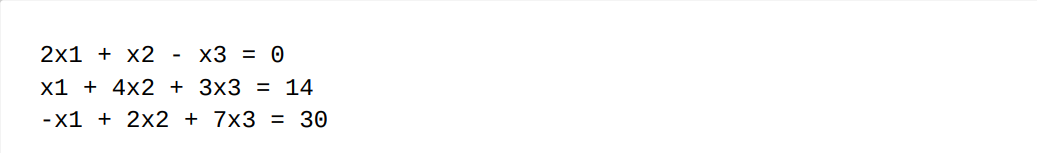 2x1 + x2 - x3 = 0
x1 + 4x2 + 3x3 = 14
-x1 + 2x2 + 7x3 = 30